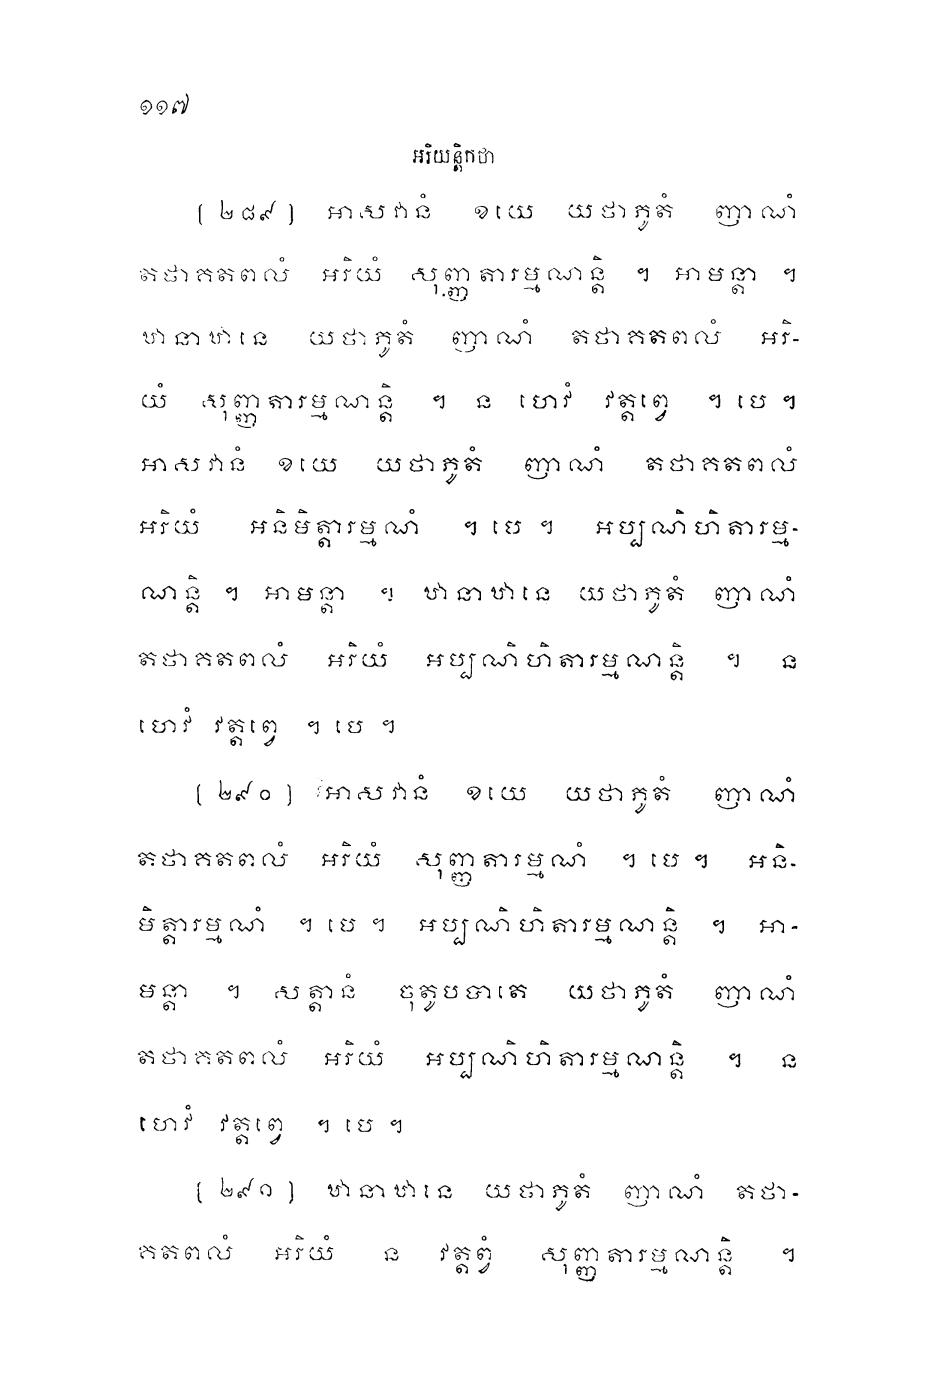 ១១៧
អរិយន្តិកថា
(២៨៩) អាសវានំ ខយេ យថាភូតំ ញាណំ
តថាគតពលំ អរិយំ សុញ្ញតារម្មណន្តិ ។ អាមន្តា ។
ឋានាឋានេ យថាភូតំ ញាណំ តថាគតពលំ អរិ-
យំ សុញ្ញតារម្មណន្តិ ។ ន ហេវំ វត្តព្វេ ។ បេ ។
អាសវានំ ខយេ យថាភូតំ ញាណំ តថាគតពលំ
អរិយំ អនិមិត្តារម្មណំ ។ បេ ។ អប្បណិហិតារម្ម-
ណន្តិ ។ អាមន្តា ។ ឋានាឋានេ យថាភូតំ ញាណំ
តថាគតពលំ អរិយំ អប្បណិហិតារម្មណន្តិ ។ ន
ហេវំ វត្តព្វេ ។ បេ ។
(២៩០) អាសវានំ ខយេ យថាភូតំ ញាណំ
តថាគតពលំ អរិយំ សុញ្ញតារម្មណំ ។ បេ ។ អនិ-
មិត្តារម្មណំ ។ បេ ។ អប្បណិហិតារម្មណន្តិ ។ អា-
មន្តា ។ សត្តានំ ចុតូបបាតេ យថាភូតំ ញាណំ
តថាគតពលំ អរិយំ អប្បណិហិតារម្មណន្តិ ។ ន
ហេវំ វត្តព្វេ ។ បេ ។
(២៩១) ឋានាឋានេ យថាភូតំ ញាណំ តថា-
គតពលំ អរិយំ ន វត្តព្វំ សុញ្ញតារម្មណន្តិ ។